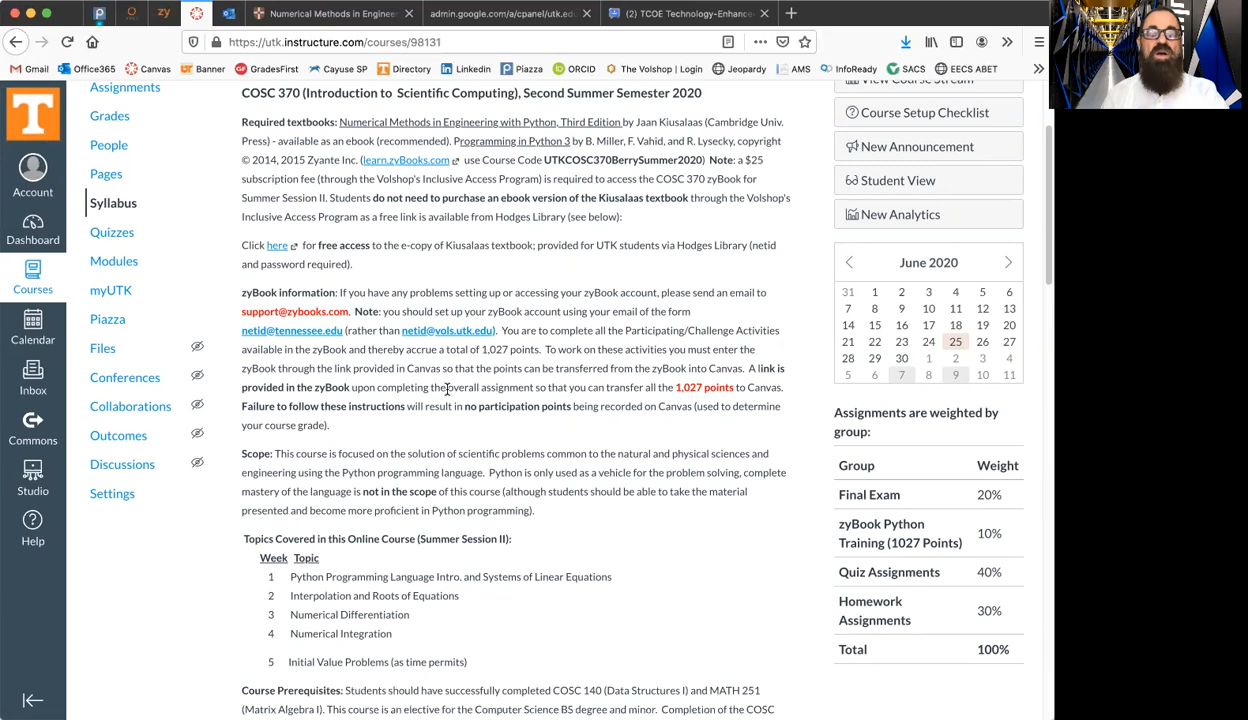 zy
Numerical Methods in Enginee
admin.google.com/a/cpanel/utk.edu
(2) TCOE Technology-Enhance
https://utk.instructure.com/courses/98131
Gmail
Office365
Canvas
Banner
GradesFirst
Cayuse SP
Directory
Linkedin
Piazza
ORCID
The Volshop | Login
Jeopardy
AMS
InfoReady
SACS
EECS ABET
T
Account
Dashboard
Courses
Calendar
Inbox
Commons
Studio
Help
Assignments
Grades
People
Pages
Syllabus
Quizzes
Modules
myUTK
Piazza
Files
Conferences
Collaborations
Outcomes
Discussions
Settings
COSC 370 (Introduction to Scientific Computing), Second Summer Semester 2020
Required textbooks: Numerical Methods in Engineering with Python, Third Edition by Jaan Kiusalaas (Cambridge Univ.
Press) - available as an ebook (recommended). Programming in Python 3 by B. Miller, F. Vahid, and R. Lysecky, copyright
© 2014, 2015 Zyante Inc. (learn.zyBooks.com use Course Code UTKCOSC370BerrySummer2020) Note: a $25
subscription fee (through the Volshop's Inclusive Access Program) is required to access the COSC 370 zyBook for
Summer Session II. Students do not need to purchase an ebook version of the Kiusalaas textbook through the Volshop's
Inclusive Access Program as a free link is available from Hodges Library (see below):
Click here for free access to the e-copy of Kiusalaas textbook; provided for UTK students via Hodges Library (netid
and password required).
zyBook information: If you have any problems setting up or accessing your zyBook account, please send an email to
support@zybooks.com. Note: you should set up your zyBook account using your email of the form
netid@tennessee.edu (rather than netid@vols.utk.edu). You are to complete all the Participating/Challenge Activities
available in the zyBook and thereby accrue a total of 1,027 points. To work on these activities you must enter the
zyBook through the link provided in Canvas so that the points can be transferred from the zyBook into Canvas. A link is
provided in the zyBook upon completing the overall assignment so that you can transfer all the 1,027 points to Canvas.
Failure to follow these instructions will result in no participation points being recorded on Canvas (used to determine
your course grade).
Scope: This course is focused on the solution of scientific problems common to the natural and physical sciences and
engineering using the Python programming language. Python is only used as a vehicle for the problem solving, complete
mastery of the language is not in the scope of this course (although students should be able to take the material
presented and become more proficient in Python programming).
Topics Covered in this Online Course (Summer Session II):
Week Topic
1 Python Programming Language Intro. and Systems of Linear Equations
2 Interpolation and Roots of Equations
3 Numerical Differentiation
4 Numerical Integration
5 Initial Value Problems (as time permits)
Course Prerequisites: Students should have successfully completed COSC 140 (Data Structures I) and MATH 251
(Matrix Algebra I). This course is an elective for the Computer Science BS degree and minor. Completion of the COSC
View Course Stream
Course Setup Checklist
New Announcement
Student View
New Analytics
June 2020
31 1 2 3 4 5 6
7 8 9 10 11 12 13
14 15 16 17 18 19 20
21 22 23 24 25 26 27
28 29 30 1 2 3 4
5 6 7 8 9 10 11
Assignments are weighted by
group:
Group Weight
Final Exam 20%
zyBook Python
Training (1027 Points) 10%
Quiz Assignments 40%
Homework
Assignments 30%
Total 100%